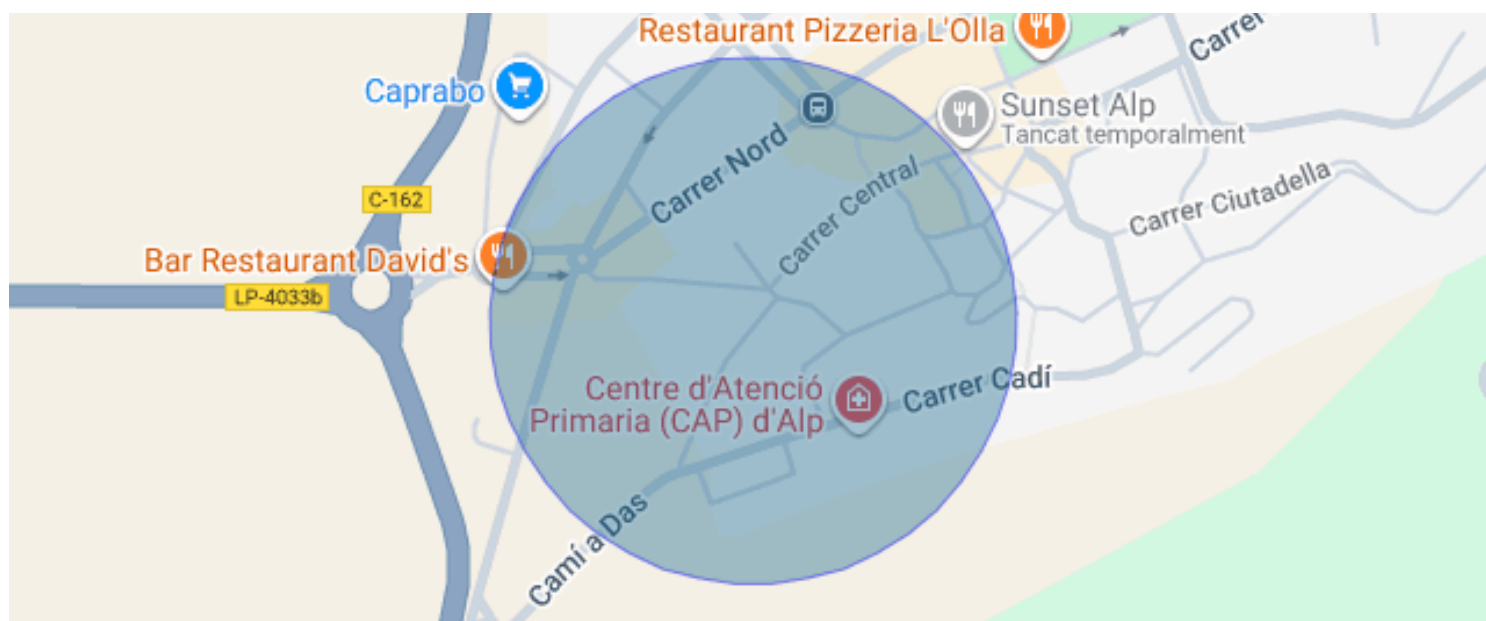 Restaurant Pizzeria L'Olla
Carrer
Caprabo
Sunset Alp
Tancat temporalment
Carrer Nord
Carrer Central
C-162
Carrer Ciutadella
Bar Restaurant David's
LP-4033b
Centre d'Atenció
Primaria (CAP) d'Alp
Carrer Cadí
Camí a Das